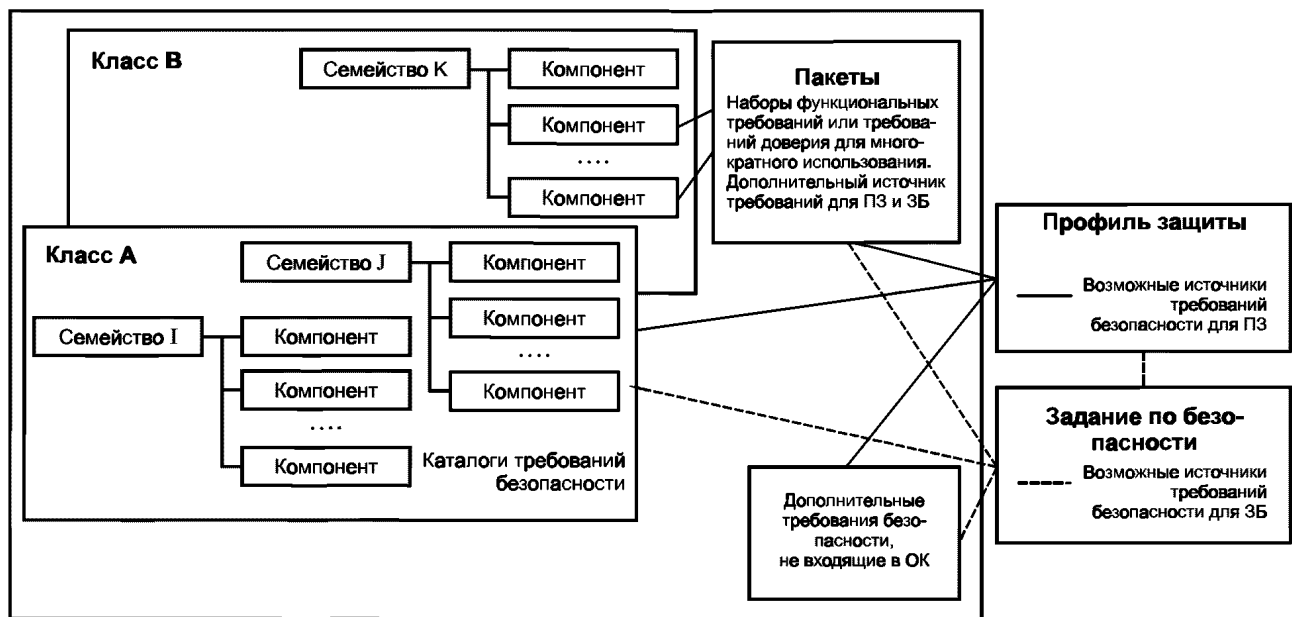 Класс В
Семейство K
Компонент
Компонент
....
Компонент
Пакеты
Наборы функциональных
требований или требова-
ний доверия для много-
кратного использования.
Дополнительный источник
требований для ПЗ и ЗБ
Класс А
Семейство J
Компонент
Компонент
....
Компонент
Семейство I
Компонент
Компонент
....
Компонент
Каталоги требований
безопасности
Профиль защиты
Возможные источники
требований
безопасности для ПЗ
Задание по безо-
пасности
Возможные источники
требований
безопасности для ЗБ
Дополнительные
требования безо-
пасности,
не входящие в ОК